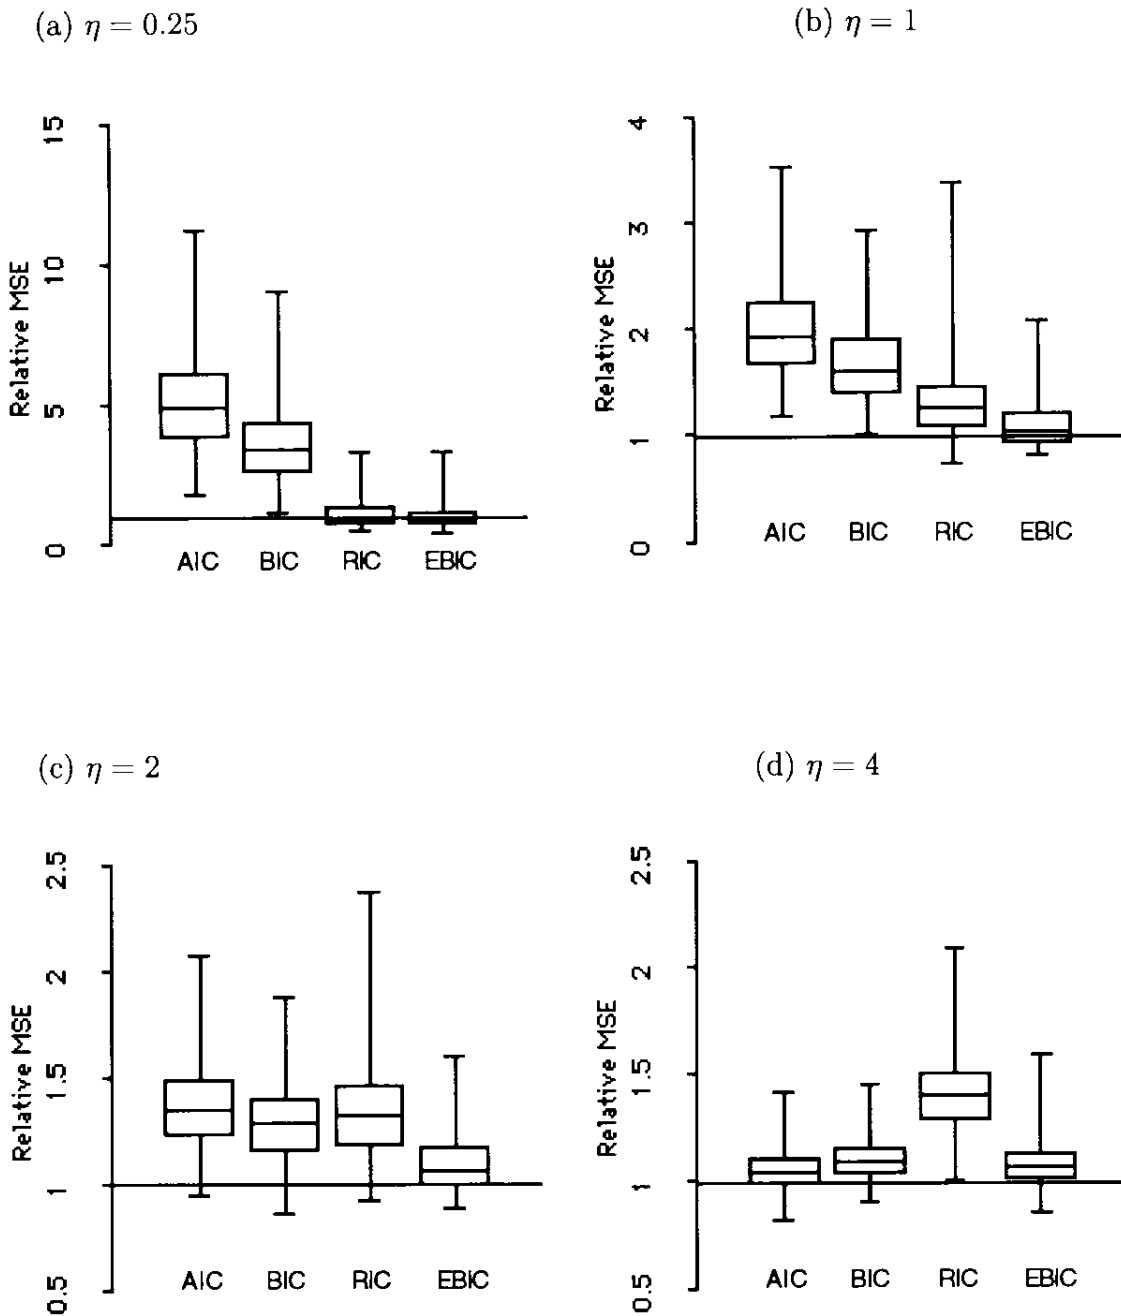 (a) η = 0.25
15
10
5
0
Relative MSE
AIC BIC RIC EBIC
(b) η = 1
4
3
2
1
0
Relative MSE
AIC BIC RIC EBIC
(c) η = 2
2.5
2
1.5
1
0.5
Relative MSE
AIC BIC RIC EBIC
(d) η = 4
2.5
2
1.5
1
0.5
Relative MSE
AIC BIC RIC EBIC